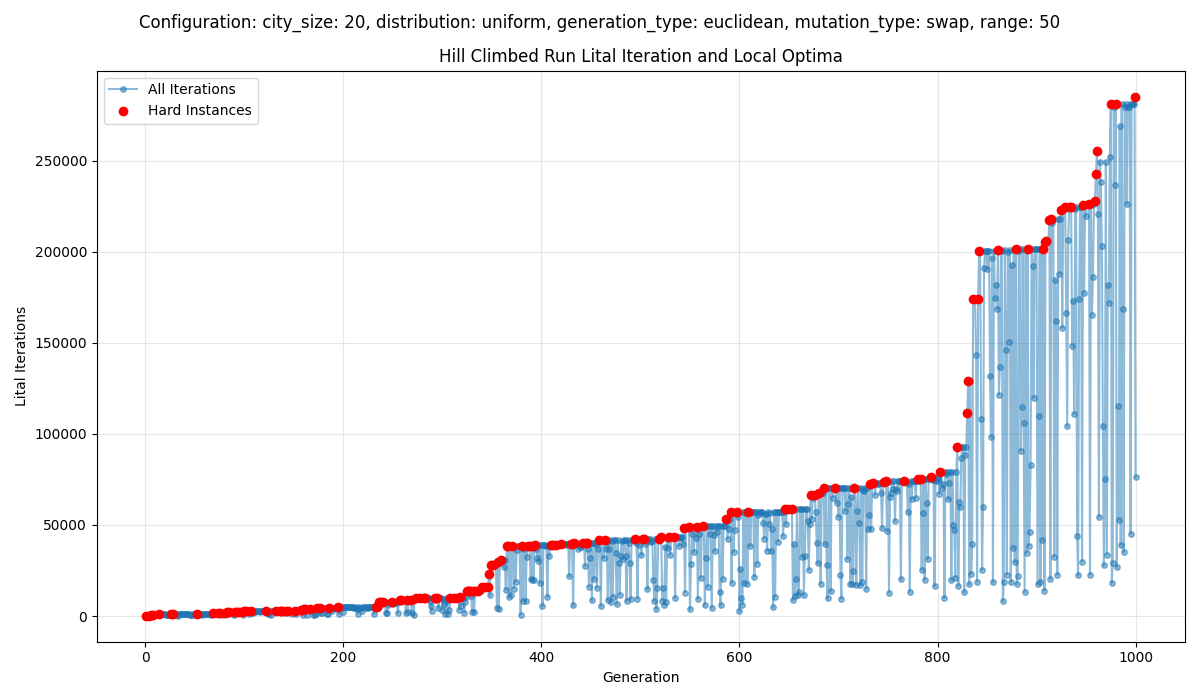 Configuration: city_size: 20, distribution: uniform, generation_type: euclidean, mutation_type: swap, range: 50
Hill Climbed Run Lital Iteration and Local Optima
All Iterations
Hard Instances
Lital Iterations
250000
200000
150000
100000
50000
0
0 200 400 600 800 1000
Generation